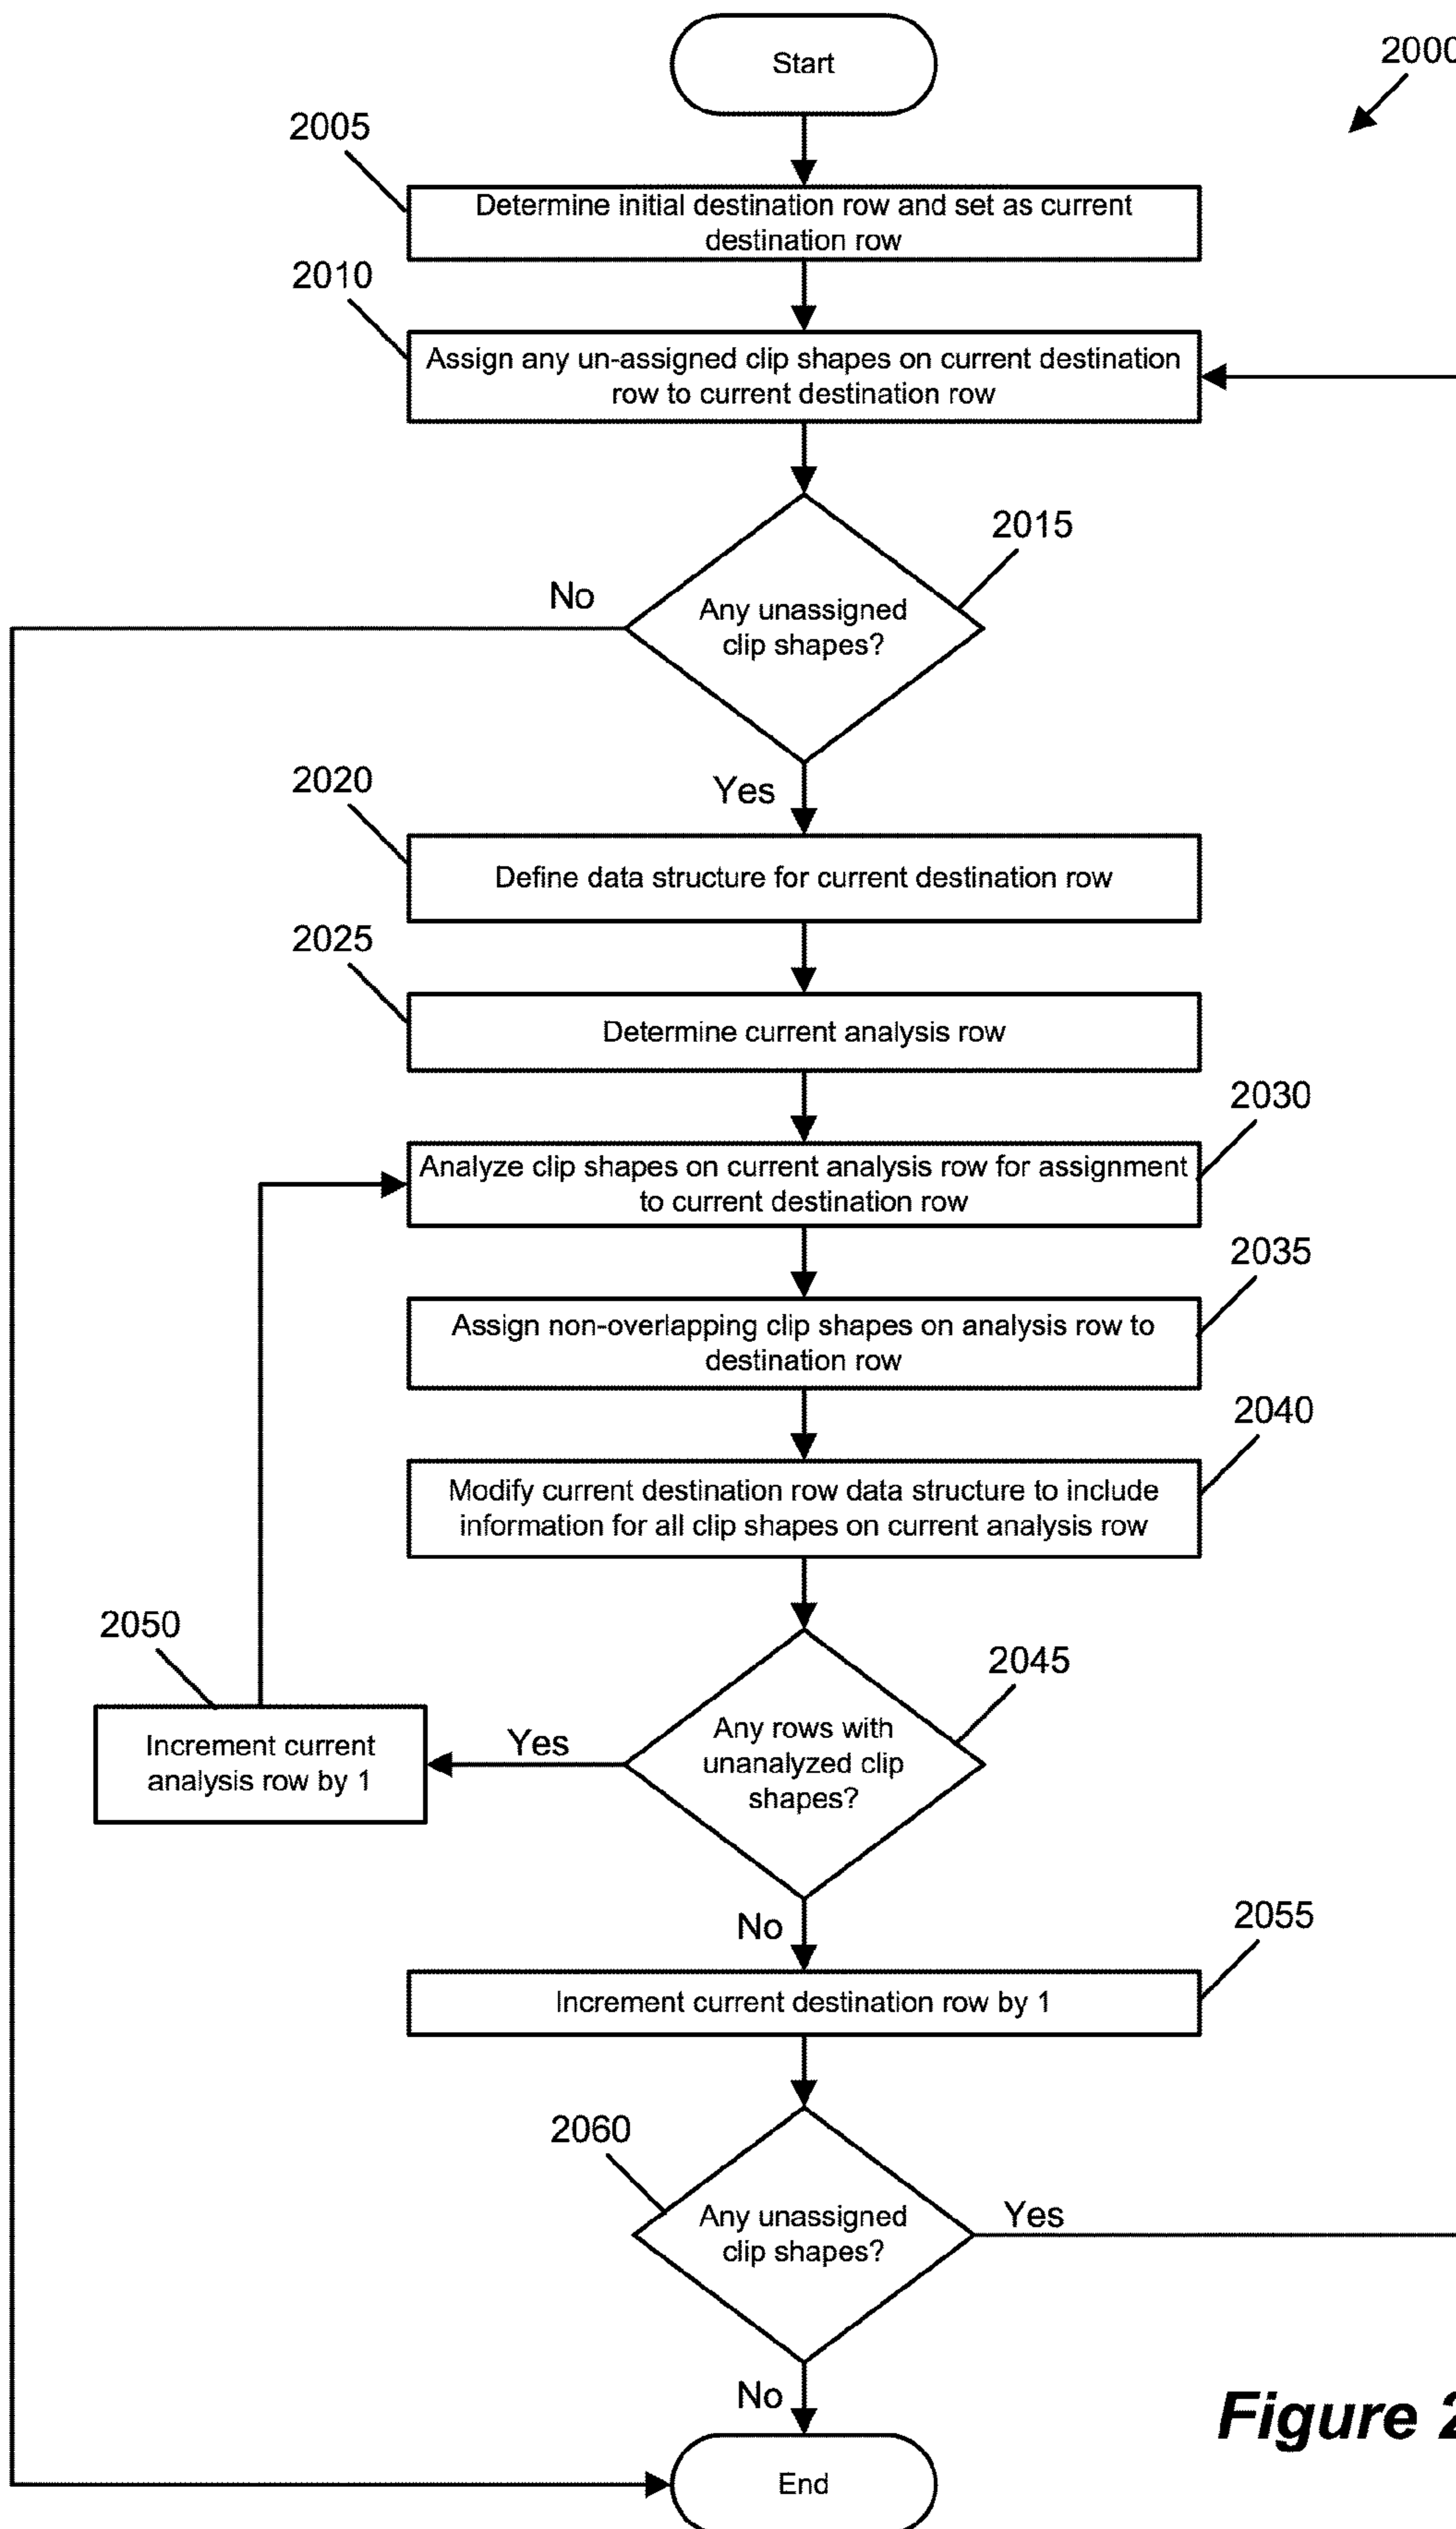 Start
2000
2005
Determine initial destination row and set as current
destination row
2010
Assign any un-assigned clip shapes on current destination
row to current destination row
2015
No
Any unassigned
clip shapes?
2020
Yes
Define data structure for current destination row
2025
Determine current analysis row
2030
Analyze clip shapes on current analysis row for assignment
to current destination row
2035
Assign non-overlapping clip shapes on analysis row to
destination row
2040
Modify current destination row data structure to include
information for all clip shapes on current analysis row
2050
2045
Increment current
analysis row by 1
Yes
Any rows with
unanalyzed clip
shapes?
No
2055
Increment current destination row by 1
2060
Any unassigned
clip shapes?
Yes
No
Figure
End